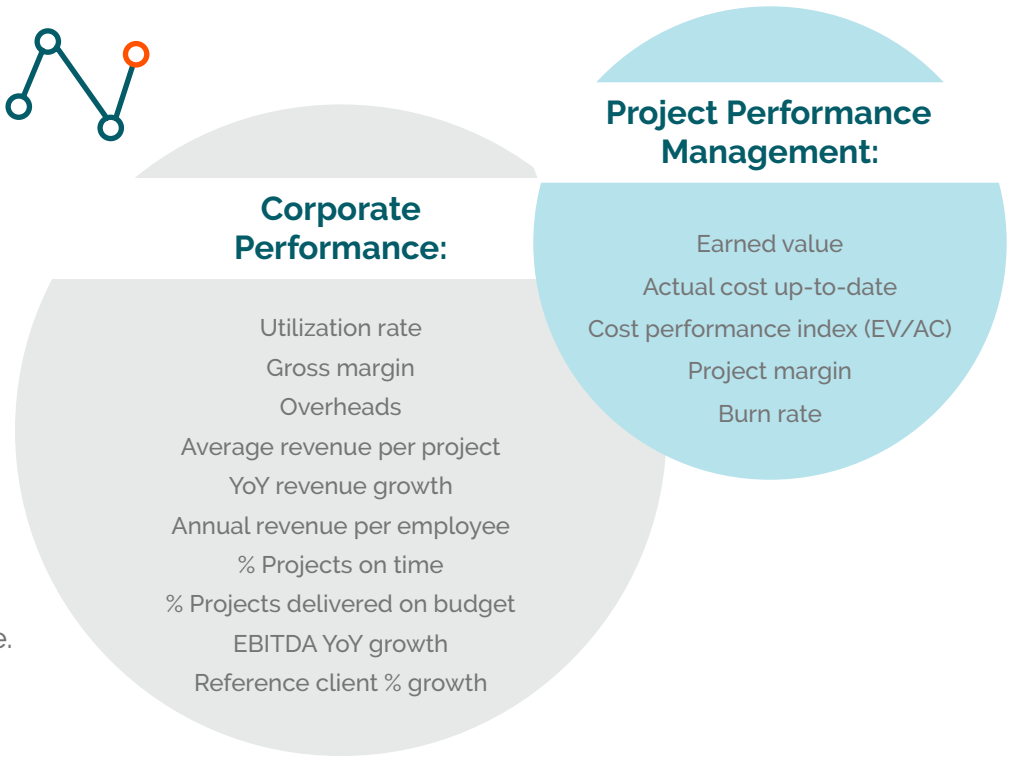 Corporate
Performance:
Utilization rate
Gross margin
Overheads
Average revenue per project
YoY revenue growth
Annual revenue per employee
% Projects on time
% Projects delivered on budget
EBITDA YoY growth
Reference client % growth
Project Performance
Management:
Earned value
Actual cost up-to-date
Cost performance index (EV/AC)
Project margin
Burn rate